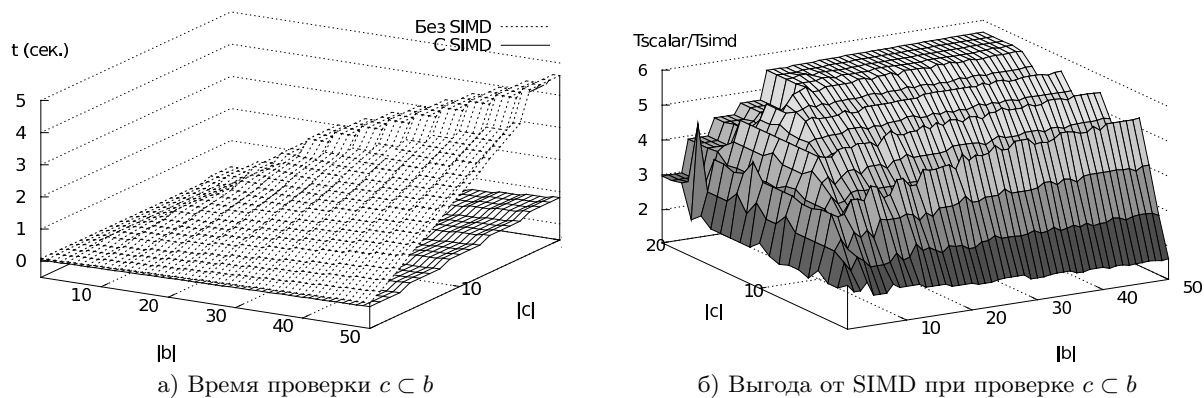 t (сек.)
Без SIMD
С SIMD
5
4
3
2
1
0
10
20
30
40
50
|b|
10
|c|
а) Время проверки c ⊂ b
Tscalar/Tsimd
6
5
4
3
2
20
10
|c|
10
20
30
40
50
|b|
б) Выгода от SIMD при проверке c ⊂ b